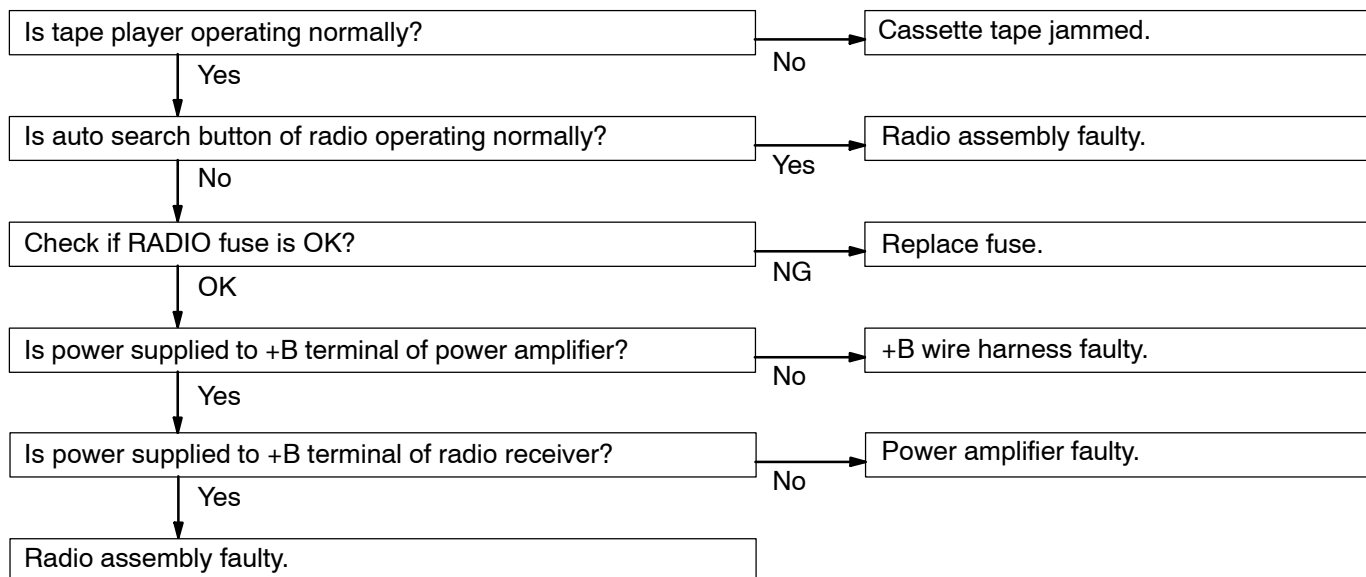 Is tape player operating normally?
No
Cassette tape jammed.
Yes
Is auto search button of radio operating normally?
Yes
Radio assembly faulty.
No
Check if RADIO fuse is OK?
NG
Replace fuse.
OK
Is power supplied to +B terminal of power amplifier?
No
+B wire harness faulty.
Yes
Is power supplied to +B terminal of radio receiver?
No
Power amplifier faulty.
Yes
Radio assembly faulty.